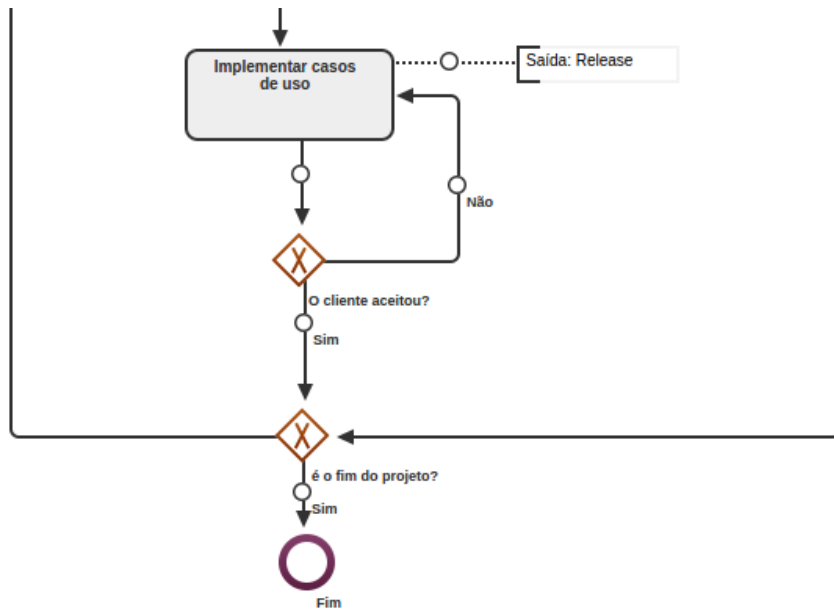 Implementar casos
de uso
Saída: Release
Não
O cliente aceitou?
Sim
é o fim do projeto?
Sim
Fim